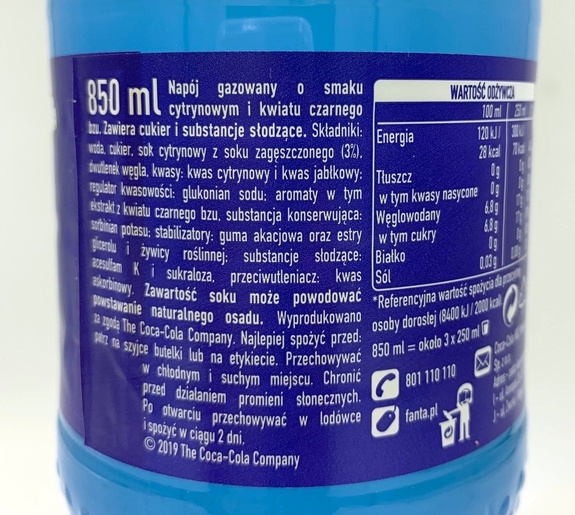 850 ml
Napój gazowany o smaku
cytrynowym i kwiatu czarnego
bzu. Zawiera cukier i substancje słodzące. Składniki:
woda, cukier, sok cytrynowy z soku zagęszczonego (3%),
dwutlenek węgla, kwasy: kwas cytrynowy i kwas jabłkowy;
regulator kwasowości: glukonian sodu; aromaty w tym
ekstrakt z kwiatu czarnego bzu, substancja konserwująca:
sorbinian potasu; stabilizatory: guma akacjowa oraz estry
glicerolu i żywicy roślinnej; substancje słodzące:
acesulfam K i sukraloza, przeciwutleniacz: kwas
askorbinowy. Zawartość soku może powodować
powstawanie naturalnego osadu. Wyprodukowano
za zgodą The Coca-Cola Company. Najlepiej spożyć przed:
patrz na szyjce butelki lub na etykiecie. Przechowywać
w chłodnym i suchym miejscu. Chronić
przed działaniem promieni słonecznych.
Po otwarciu przechowywać w lodówce
i spożyć w ciągu 2 dni.
© 2019 The Coca-Cola Company
WARTOŚĆ ODŻYWCZA
100 ml 250 ml
Energia 120 kJ /
28 kcal
Tłuszcz 0 g
w tym kwasy nasycone 0 g
Węglowodany 6,8 g
w tym cukry 6,8 g
Białko 0 g
Sól 0,03 g
*Referencyjna wartość spożycia dla przeciętnej
osoby dorosłej (8400 kJ / 2000 kcal).
850 ml = około 3 x 250 ml
801 110 110
fanta.pl